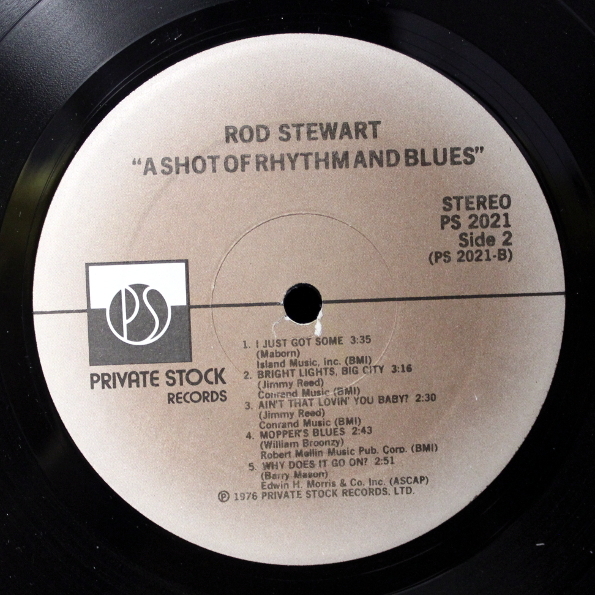 ROD STEWART
"A SHOT OF RHYTHM AND BLUES"
STEREO
PS 2021
Side 2
(PS 2021-B)
PS
PRIVATE STOCK
RECORDS
1. I JUST GOT SOME 3:35
(Maborn)
Island Music, Inc. (BMI)
2. BRIGHT LIGHTS, BIG CITY 3:16
(Jimmy Reed)
Conrand Music (BMI)
3. AIN'T THAT LOVIN' YOU BABY? 2:30
(Jimmy Reed)
Conrand Music (BMI)
4. MOPPER'S BLUES 2:43
(William Broonzy)
Robert Mellin Music Pub. Corp. (BMI)
5. WHY DOES IT GO ON? 2:51
(Barry Mason)
Edwin H. Morris & Co. Inc. (ASCAP)
℗ 1976 PRIVATE STOCK RECORDS, LTD.